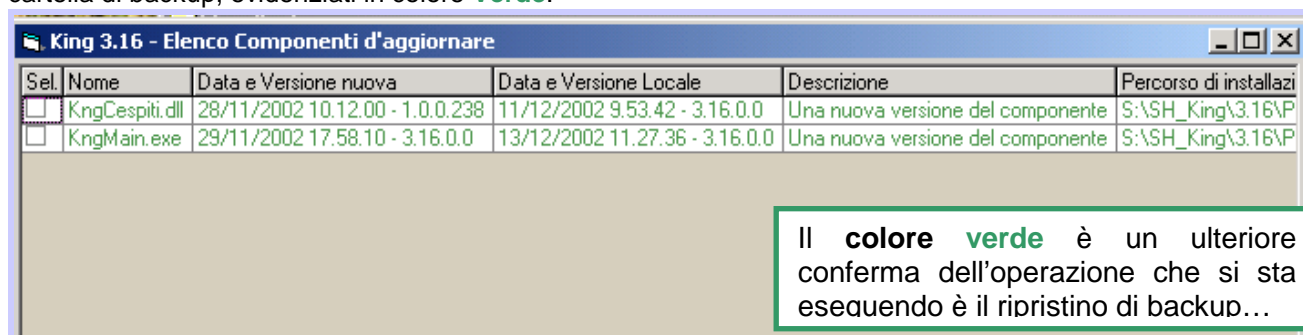 cartella di backup, evidenziati in colore verde.
King 3.16 - Elenco Componenti d'aggiornare
Sel. Nome Data e Versione nuova Data e Versione Locale Descrizione Percorso di installazi
KngCespiti.dll 28/11/2002 10.12.00 - 1.0.0.238 11/12/2002 9.53.42 - 3.16.0.0 Una nuova versione del componente S:\SH_King\3.16\P
KngMain.exe 29/11/2002 17.58.10 - 3.16.0.0 13/12/2002 11.27.36 - 3.16.0.0 Una nuova versione del componente S:\SH_King\3.16\P
Il colore verde è un ulteriore
conferma dell'operazione che si sta
eseguendo è il ripristino di backup…